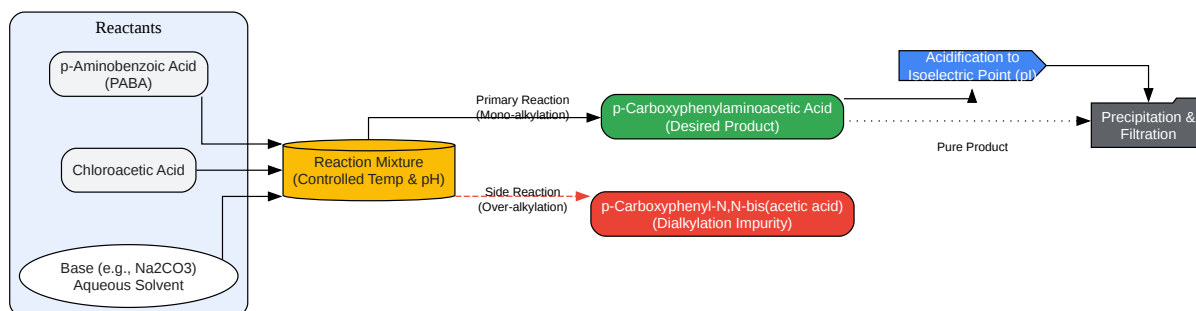 Reactants
p-Aminobenzoic Acid
(PABA)
Chloroacetic Acid
Base (e.g., Na2CO3)
Aqueous Solvent
Reaction Mixture
(Controlled Temp & pH)
Primary Reaction
(Mono-alkylation)
Side Reaction
(Over-alkylation)
p-Carboxyphenylaminoacetic Acid
(Desired Product)
p-Carboxyphenyl-N,N-bis(acetic acid)
(Dialkylation Impurity)
Acidification to
Isoelectric Point (pI)
Pure Product
Precipitation &
Filtration